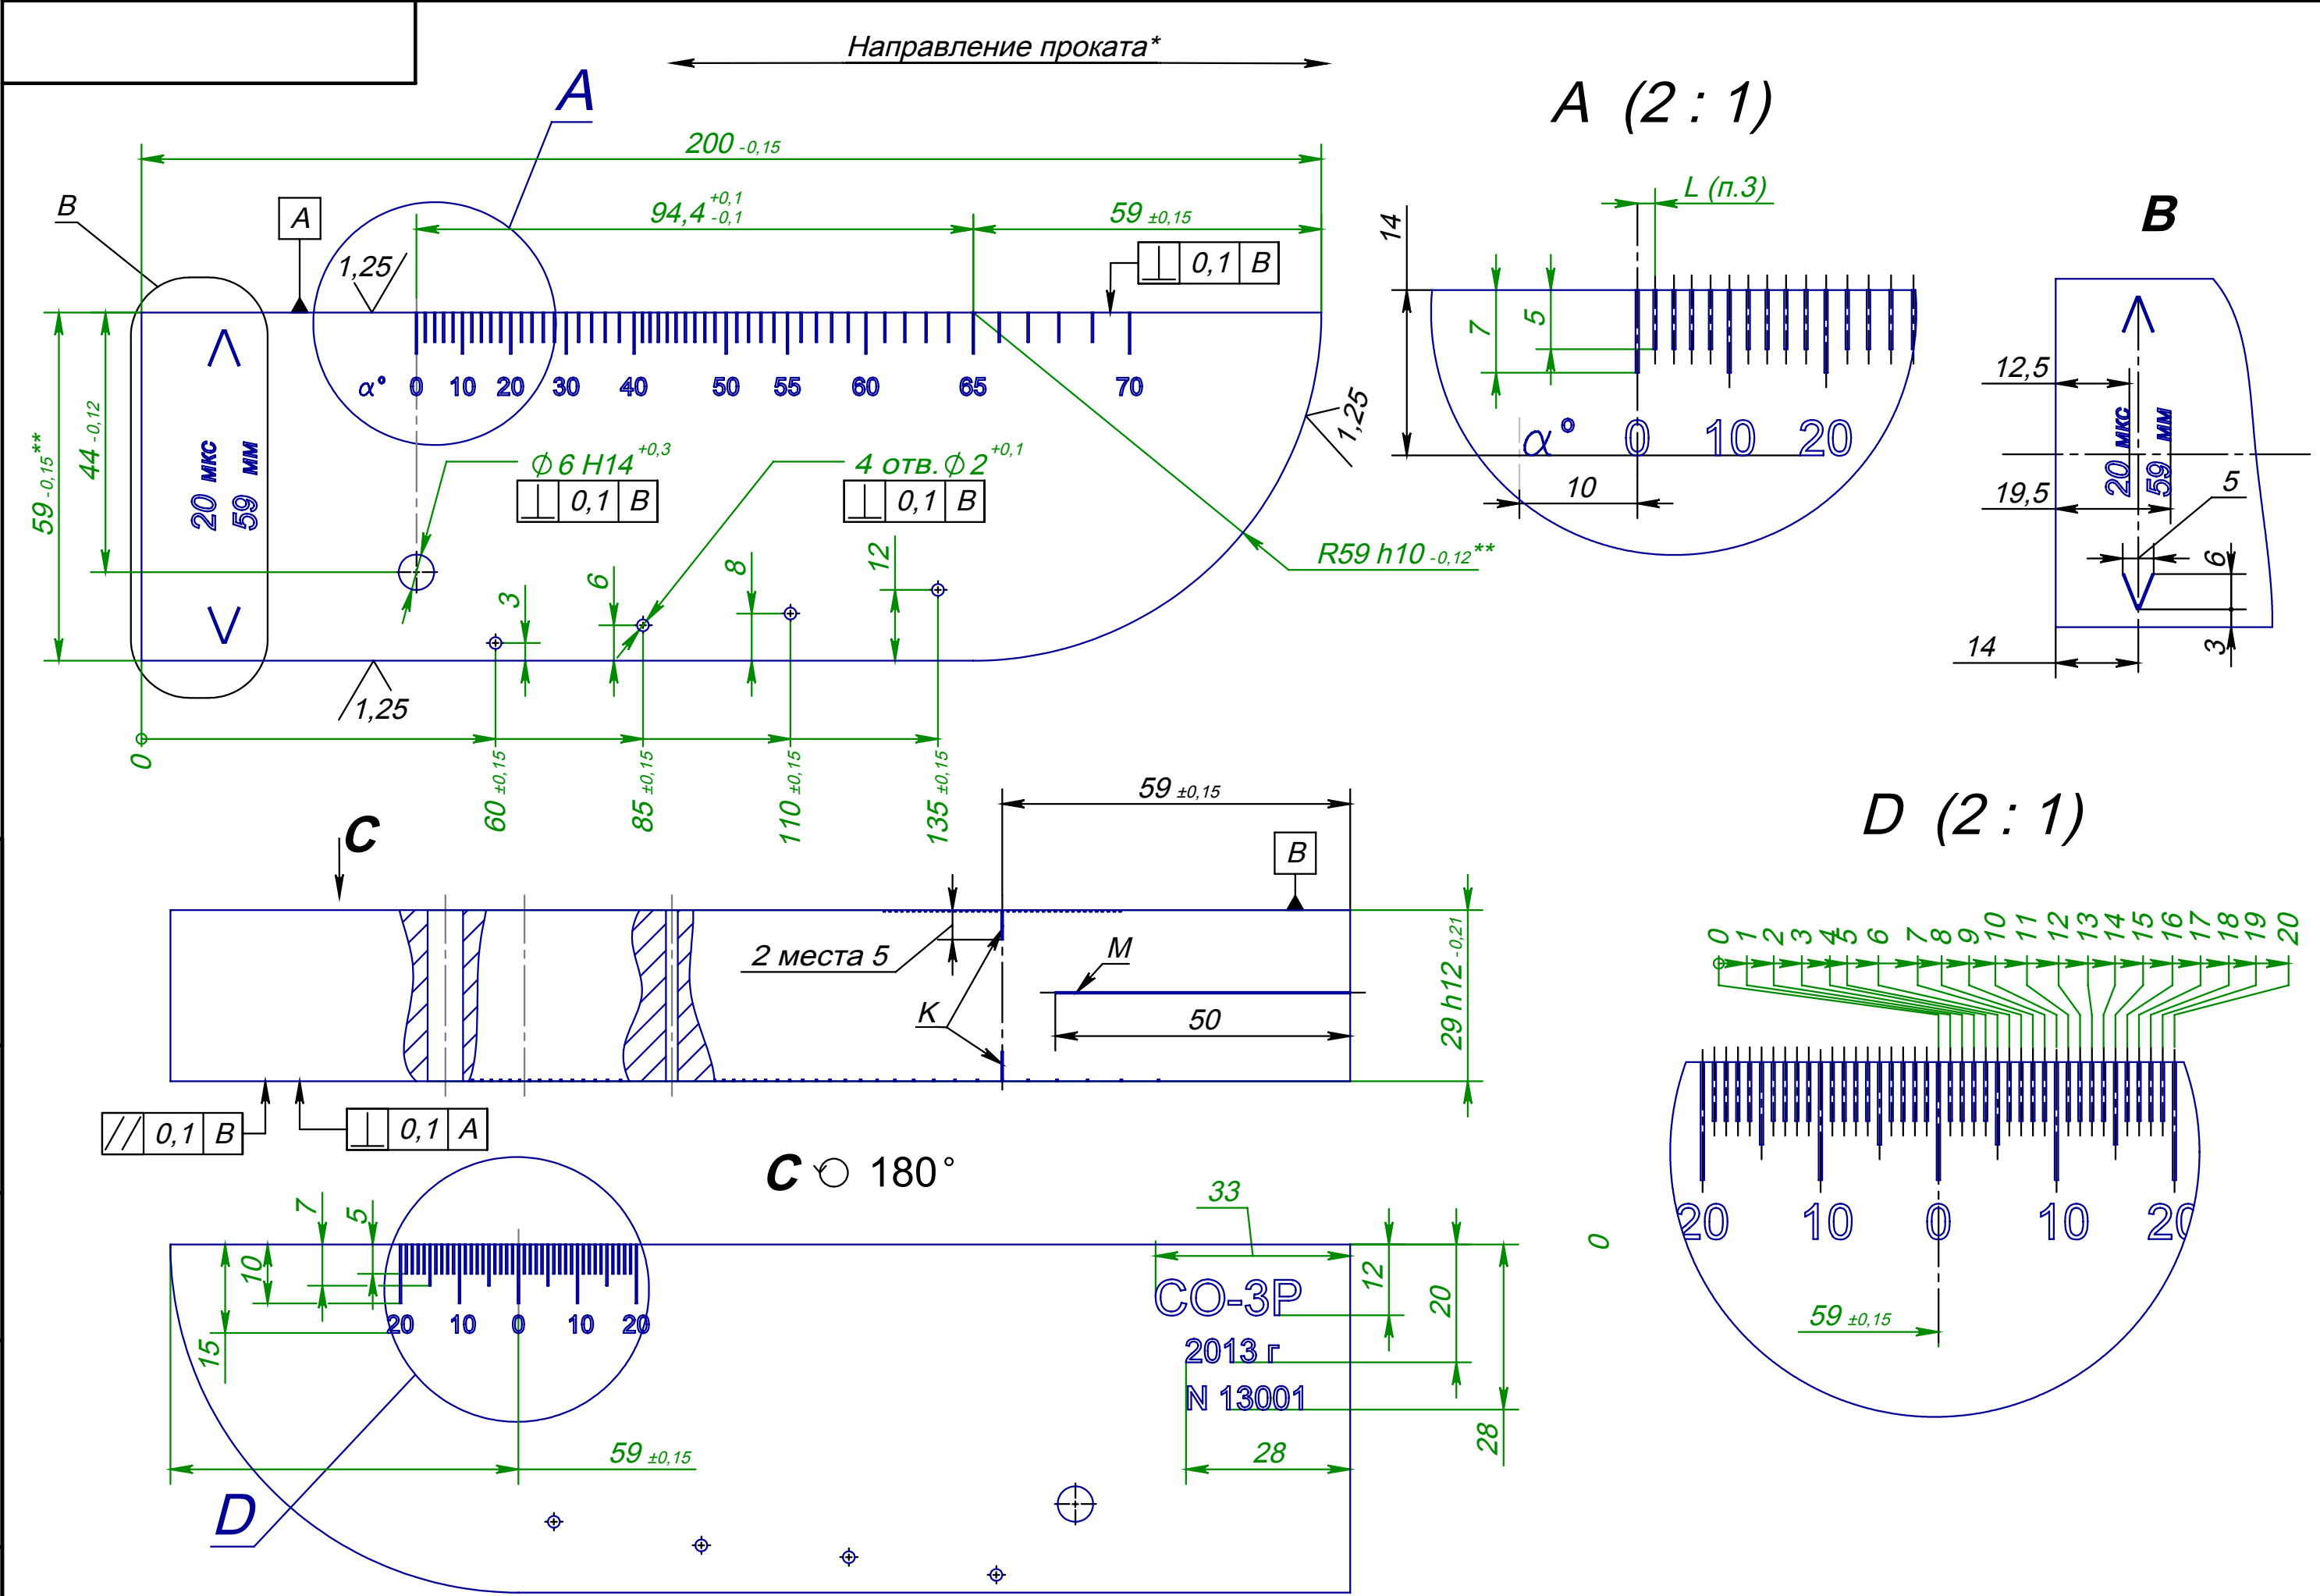 Направление проката*
A
A (2 : 1)
200 -0,15
L (п.3)
B
A
94,4 +0,1 -0,1
59 ±0,15
14
B
1,25
⊥ 0,1 B
7
5
12,5
α° 0 10 20 30 40 50 55 60 65 70
1,25
α° 0 10 20
20 мкс
59 мм
59 -0,15**
44 -0,12
20 мкс
59 мм
⌀6 H14 +0,3
⊥ 0,1 B
4 отв. ⌀2 +0,1
⊥ 0,1 B
10
19,5
5
R59 h10 -0,12**
3
6
8
12
6
3
14
1,25
0
60 ±0,15
85 ±0,15
110 ±0,15
135 ±0,15
59 ±0,15
D (2 : 1)
C
B
2 места 5
M
K
50
29 h12 -0,21
0 1 2 3 4 5 6 7 8 9 10 11 12 13 14 15 16 17 18 19 20
// 0,1 B
⊥ 0,1 A
C 180°
20 10 0 10 20
0
59 ±0,15
7
5
10
15
33
12
20
28
20 10 0 10 20
СО-3Р
2013 г
N 13001
59 ±0,15
28
D